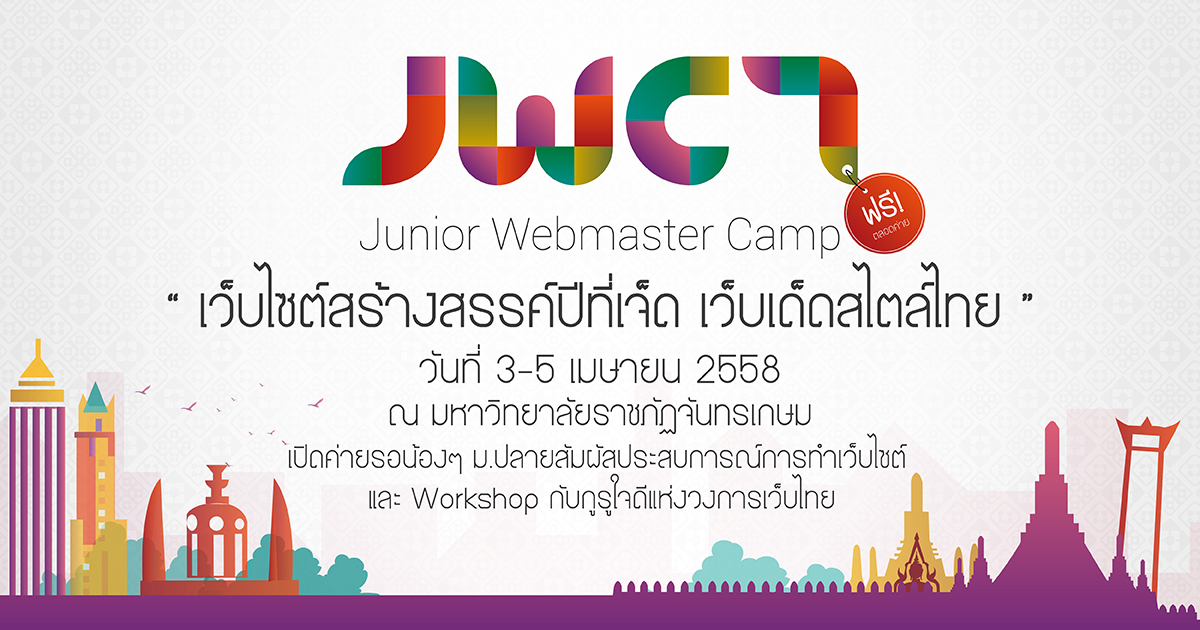 JWC7
ฟรี!
ตลอดค่าย
Junior Webmaster Camp
“ เว็บไซต์สร้างสรรค์ปีที่เจ็ด เว็บเด็ดสไตล์ไทย ”
วันที่ 3-5 เมษายน 2558
ณ มหาวิทยาลัยราชภัฏจันทรเกษม
เปิดค่ายรอน้องๆ ม.ปลายสัมผัสประสบการณ์การทำเว็บไซต์
และ Workshop กับกูรูใจดีแห่งวงการเว็บไทย